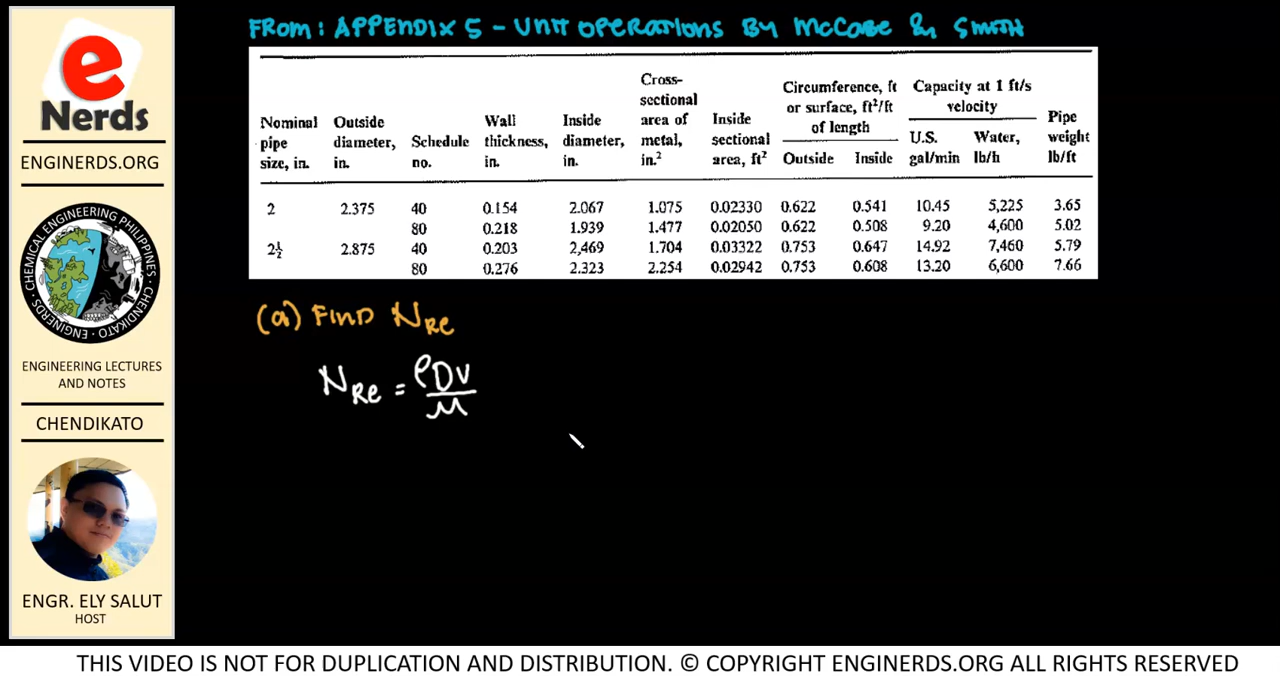 FROM: APPENDIX 5 - UNIT OPERATIONS BY McCABE & SMITH
e
Nerds
ENGINERDS.ORG
CHEMICAL ENGINEERING PHILIPPINES
CHENDIKATO · ENGINERDS
ENGINEERING LECTURES
AND NOTES
CHENDIKATO
ENGR. ELY SALUT
HOST
Nominal pipe size, in. Outside diameter, in. Schedule no. Wall thickness, in. Inside diameter, in. Cross-sectional area of metal, in.² Inside sectional area, ft² Circumference, ft or surface, ft²/ft of length Outside Inside Capacity at 1 ft/s velocity U.S. gal/min Water, lb/h Pipe weight lb/ft
2 2.375 40 0.154 2.067 1.075 0.02330 0.622 0.541 10.45 5,225 3.65
80 0.218 1.939 1.477 0.02050 0.622 0.508 9.20 4,600 5.02
2½ 2.875 40 0.203 2,469 1.704 0.03322 0.753 0.647 14.92 7,460 5.79
80 0.276 2.323 2.254 0.02942 0.753 0.608 13.20 6,600 7.66
(a) FIND NRe
NRe = ρDv/μ
THIS VIDEO IS NOT FOR DUPLICATION AND DISTRIBUTION. © COPYRIGHT ENGINERDS.ORG ALL RIGHTS RESERVED